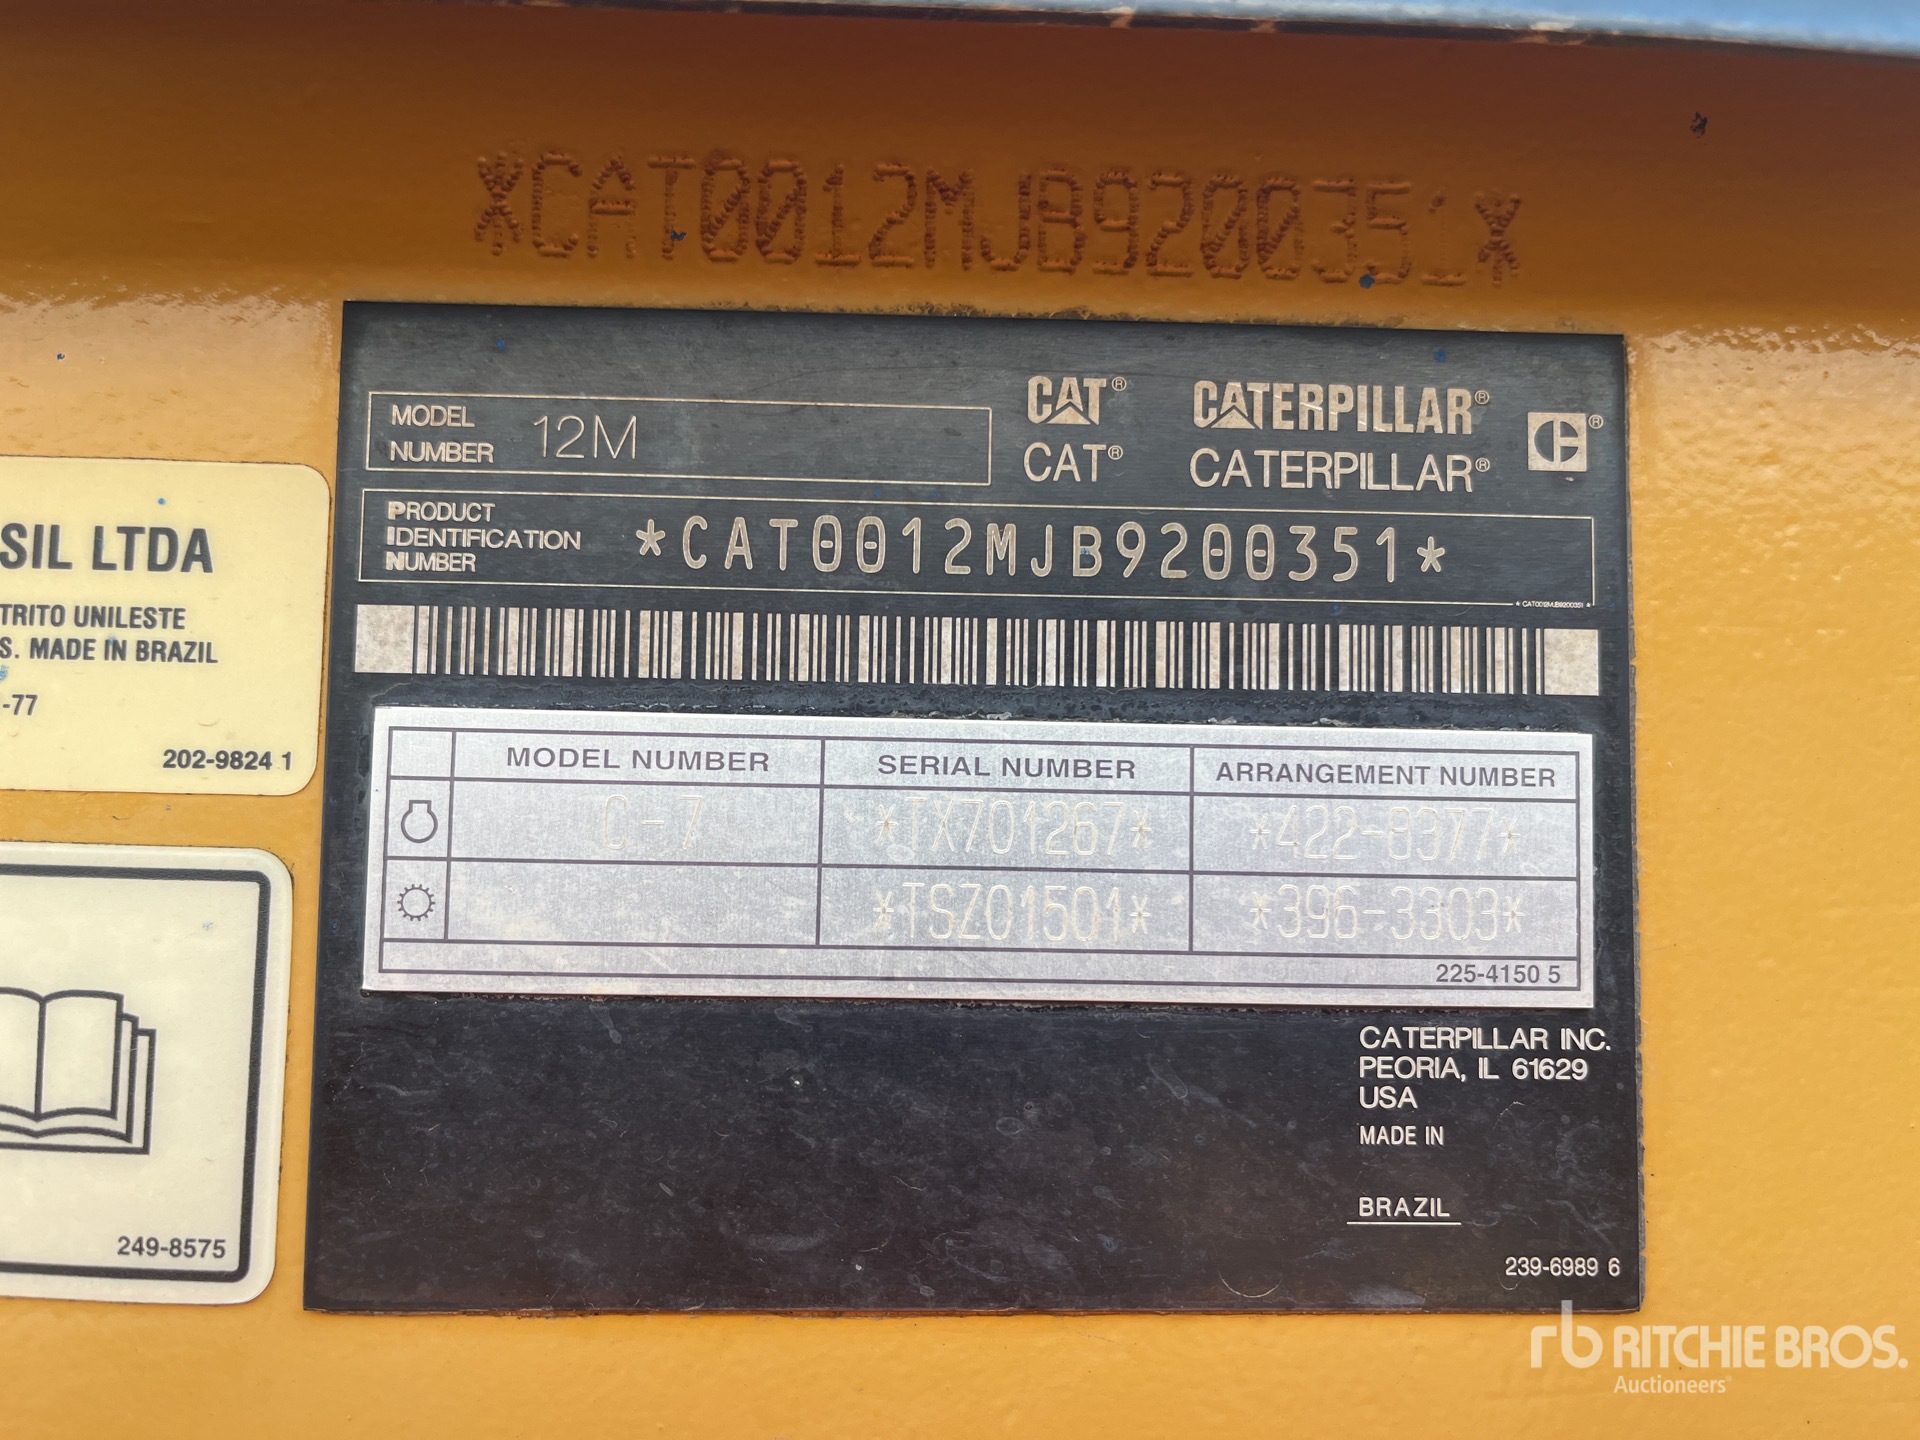 *CAT0012MJB9200351*
MODEL NUMBER 12M
CAT® CATERPILLAR® ®
CAT® CATERPILLAR®
PRODUCT IDENTIFICATION NUMBER *CAT0012MJB9200351*
* CAT0012MJB9200351 *
MODEL NUMBER SERIAL NUMBER ARRANGEMENT NUMBER
C-7 *TX701267* *422-8377*
*TSZ01501* *396-3303*
225-4150 5
CATERPILLAR INC.
PEORIA, IL 61629
USA
MADE IN
BRAZIL
239-6989 6
SIL LTDA
TRITO UNILESTE
S. MADE IN BRAZIL
-77
202-9824 1
249-8575
rb RITCHIE BROS.
Auctioneers